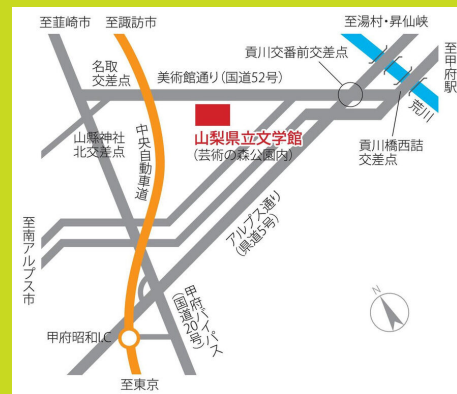 至韮崎市
至諏訪市
至湯村・昇仙峡
名取
交差点
美術館通り(国道52号)
貢川交番前交差点
至甲府駅
荒川
山梨県立文学館
(芸術の森公園内)
貢川橋西詰
交差点
山縣神社
北交差点
中央自動車道
至南アルプス市
アルプス通り
(県道5号)
甲府バイパス
(国道20号)
N
甲府昭和I.C
至東京